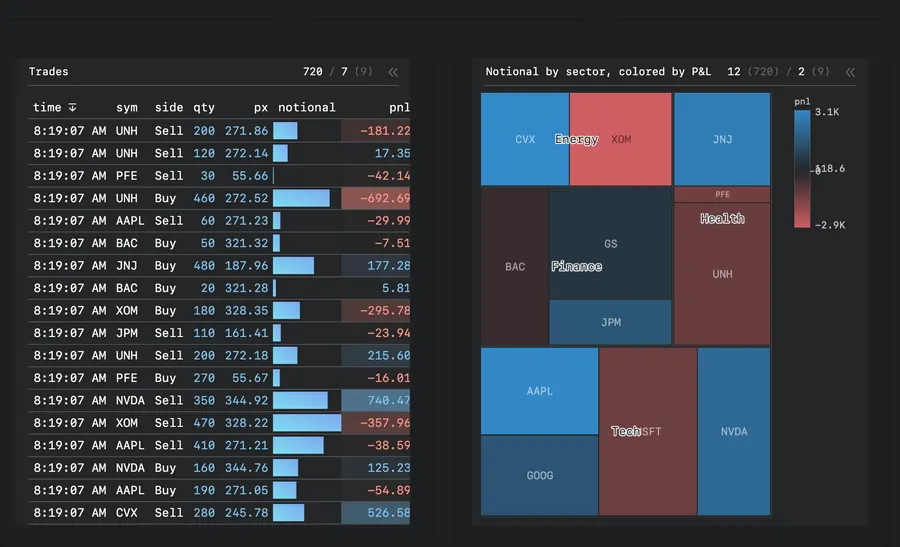 Trades 720 / 7 (9) «
time sym side qty px notional pnl
8:19:07 AM UNH Sell 200 271.86 -181.22
8:19:07 AM UNH Sell 120 272.14 17.35
8:19:07 AM PFE Sell 30 55.66 -42.14
8:19:07 AM UNH Buy 460 272.52 -692.69
8:19:07 AM AAPL Sell 60 271.23 -29.99
8:19:07 AM BAC Buy 50 321.32 -7.51
8:19:07 AM JNJ Buy 480 187.96 177.28
8:19:07 AM BAC Buy 20 321.28 5.81
8:19:07 AM XOM Buy 180 328.35 -295.78
8:19:07 AM JPM Sell 110 161.41 -23.94
8:19:07 AM UNH Sell 200 272.18 215.60
8:19:07 AM PFE Buy 270 55.67 -16.01
8:19:07 AM NVDA Sell 350 344.92 740.47
8:19:07 AM XOM Sell 470 328.22 -357.96
8:19:07 AM AAPL Sell 410 271.21 -38.59
8:19:07 AM NVDA Buy 160 344.76 125.23
8:19:07 AM AAPL Buy 190 271.05 -54.89
8:19:07 AM CVX Sell 280 245.78 526.58
Notional by sector, colored by P&L 12 (720) / 2 (9) «
pnl
3.1K
118.6
-2.9K
CVX Energy XOM
JNJ
PFE
Health
UNH
GS
BAC Finance
JPM
AAPL
Tech SFT
NVDA
GOOG